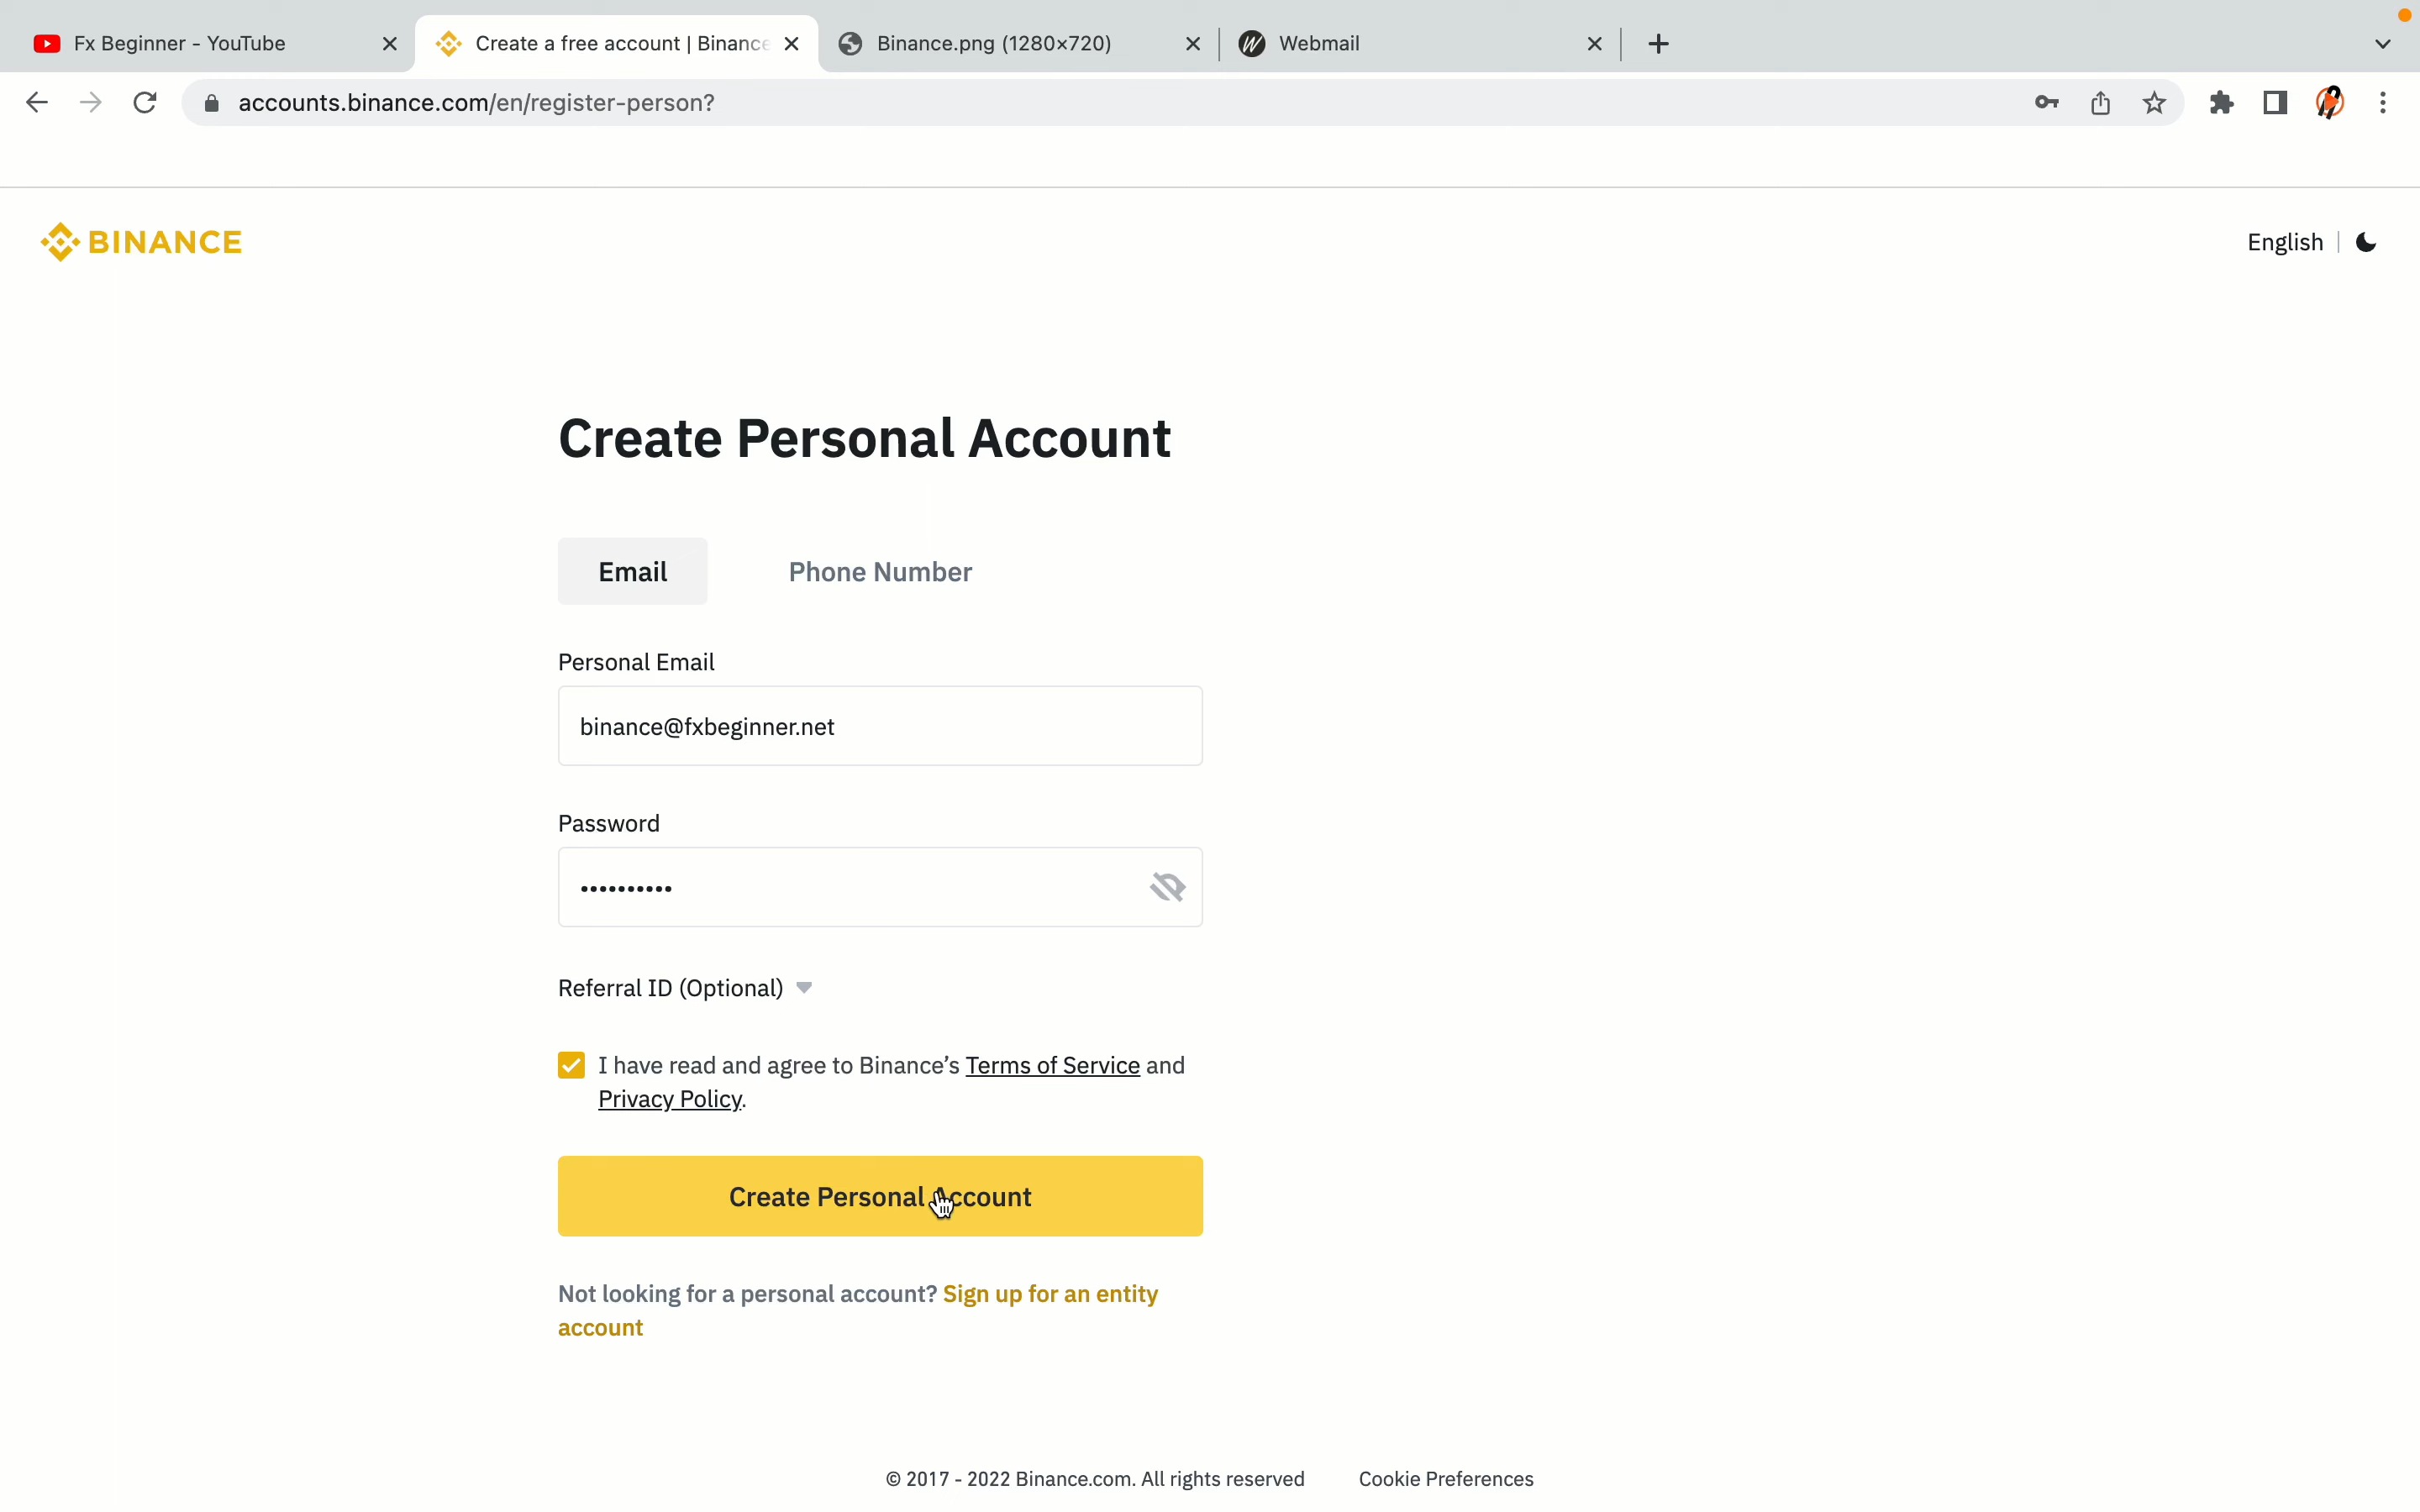 Fx Beginner - YouTube
Create a free account | Binance
Binance.png (1280×720)
Webmail
accounts.binance.com/en/register-person?
BINANCE
English
Create Personal Account
Email
Phone Number
Personal Email
binance@fxbeginner.net
Password
••••••••••
Referral ID (Optional)
I have read and agree to Binance’s Terms of Service and
Privacy Policy.
Create Personal Account
Not looking for a personal account? Sign up for an entity
account
© 2017 - 2022 Binance.com. All rights reserved
Cookie Preferences